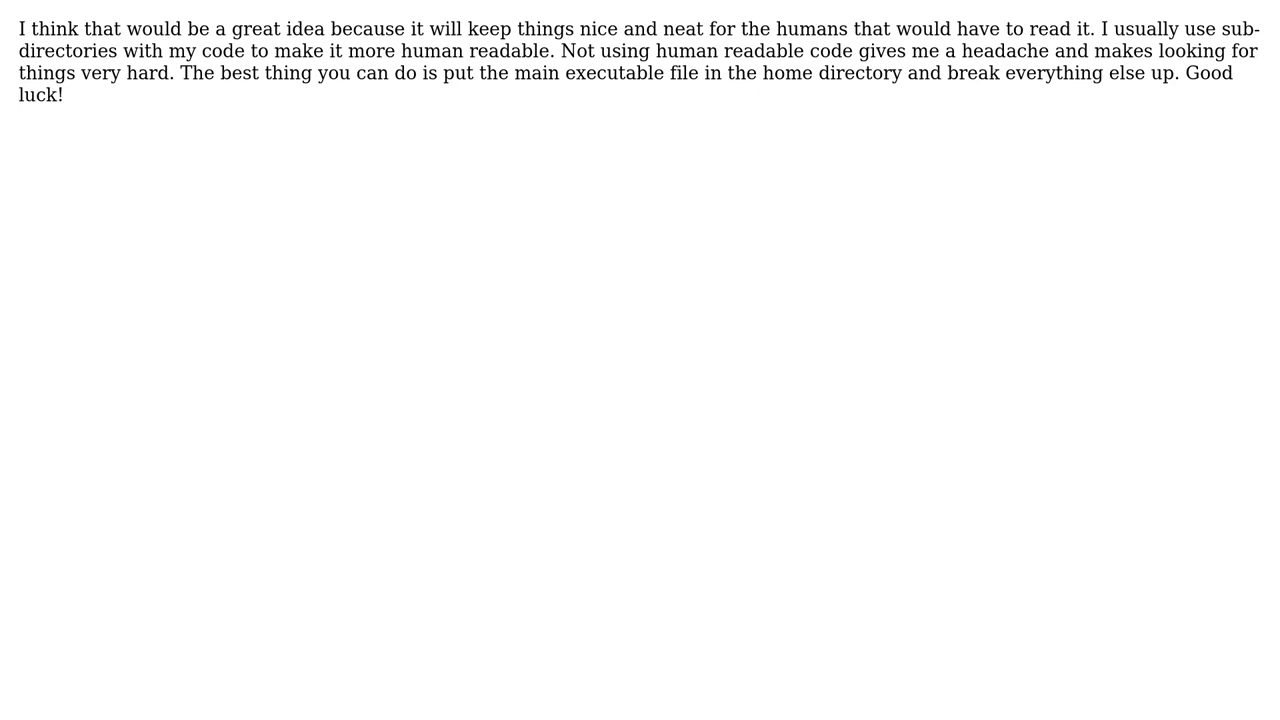 I think that would be a great idea because it will keep things nice and neat for the humans that would have to read it. I usually use sub-
directories with my code to make it more human readable. Not using human readable code gives me a headache and makes looking for
things very hard. The best thing you can do is put the main executable file in the home directory and break everything else up. Good
luck!